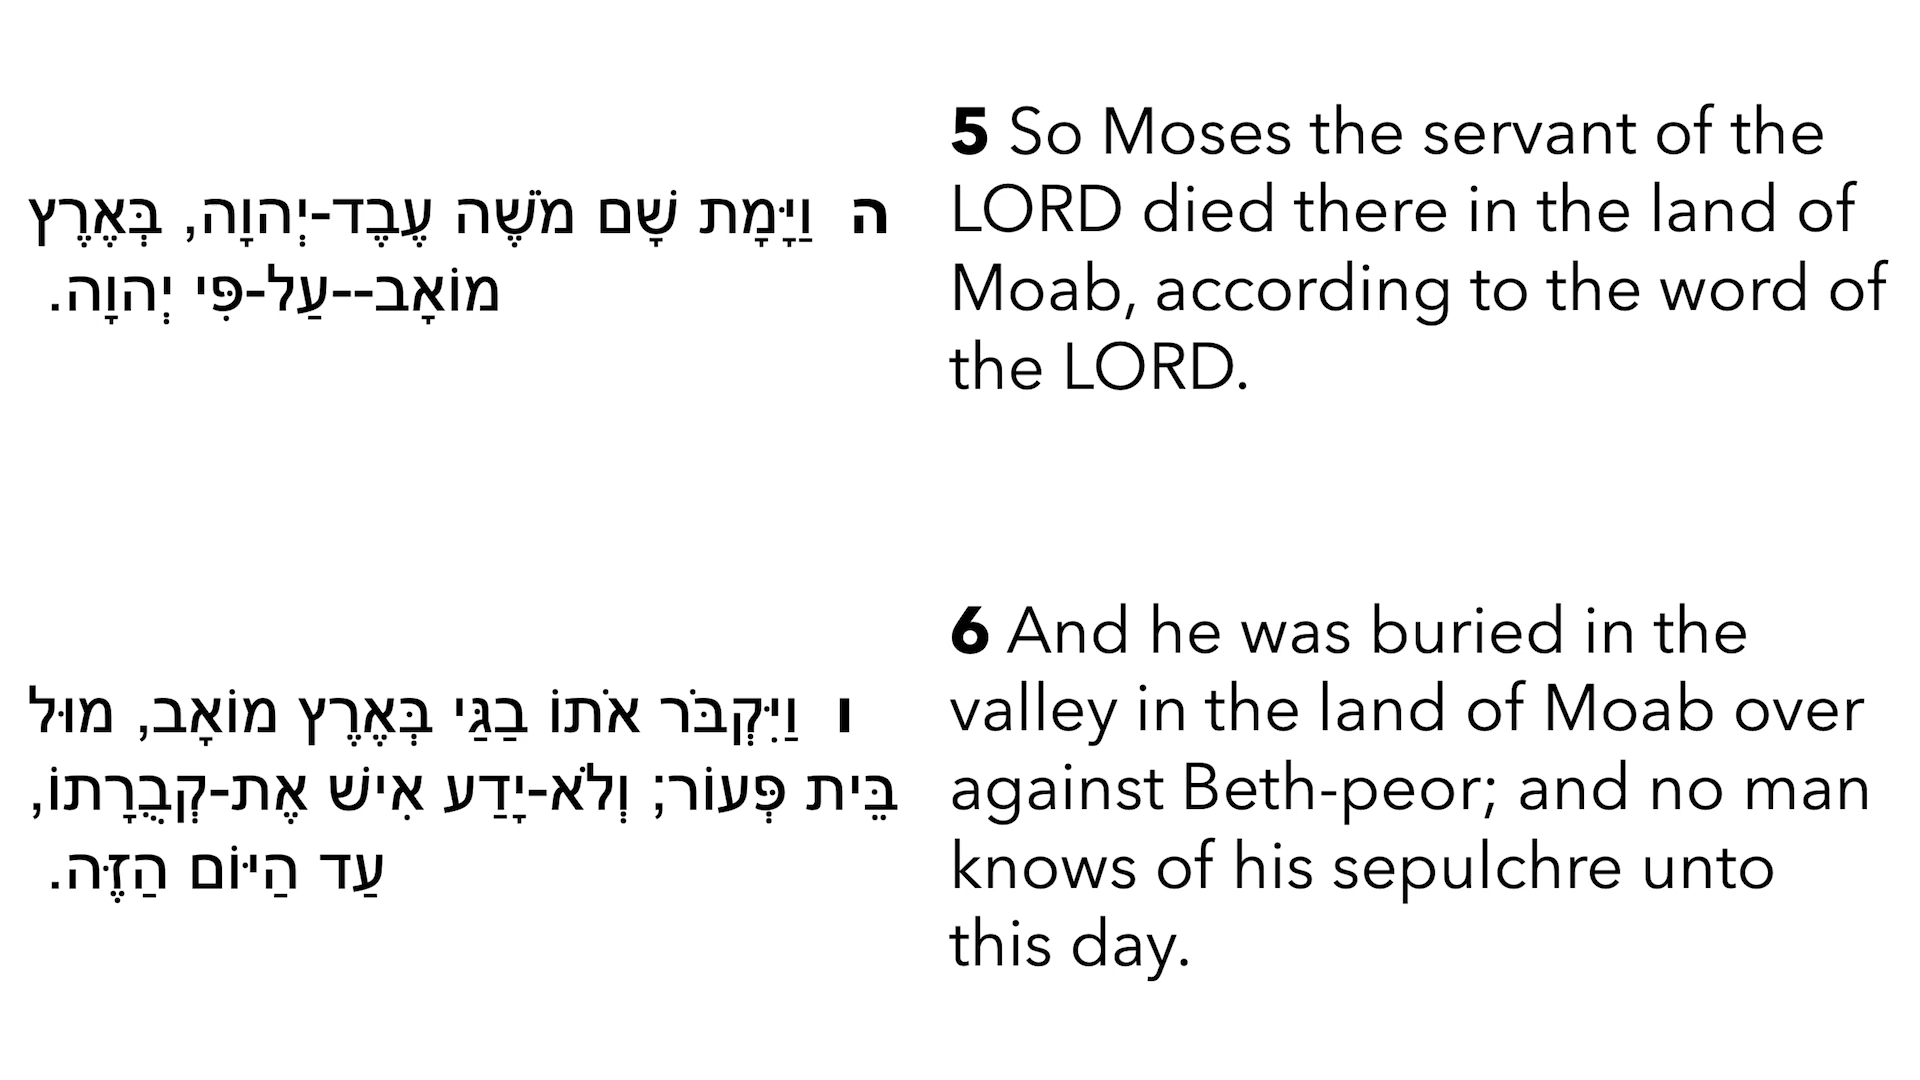 ה וַיָּמָת שָׁם מֹשֶׁה עֶבֶד-יְהוָה, בְּאֶרֶץ
מוֹאָב--עַל-פִּי יְהוָה.
5 So Moses the servant of the
LORD died there in the land of
Moab, according to the word of
the LORD.
ו וַיִּקְבֹּר אֹתוֹ בַגַּי בְּאֶרֶץ מוֹאָב, מוּל
בֵּית פְּעוֹר; וְלֹא-יָדַע אִישׁ אֶת-קְבֻרָתוֹ,
עַד הַיּוֹם הַזֶּה.
6 And he was buried in the
valley in the land of Moab over
against Beth-peor; and no man
knows of his sepulchre unto
this day.